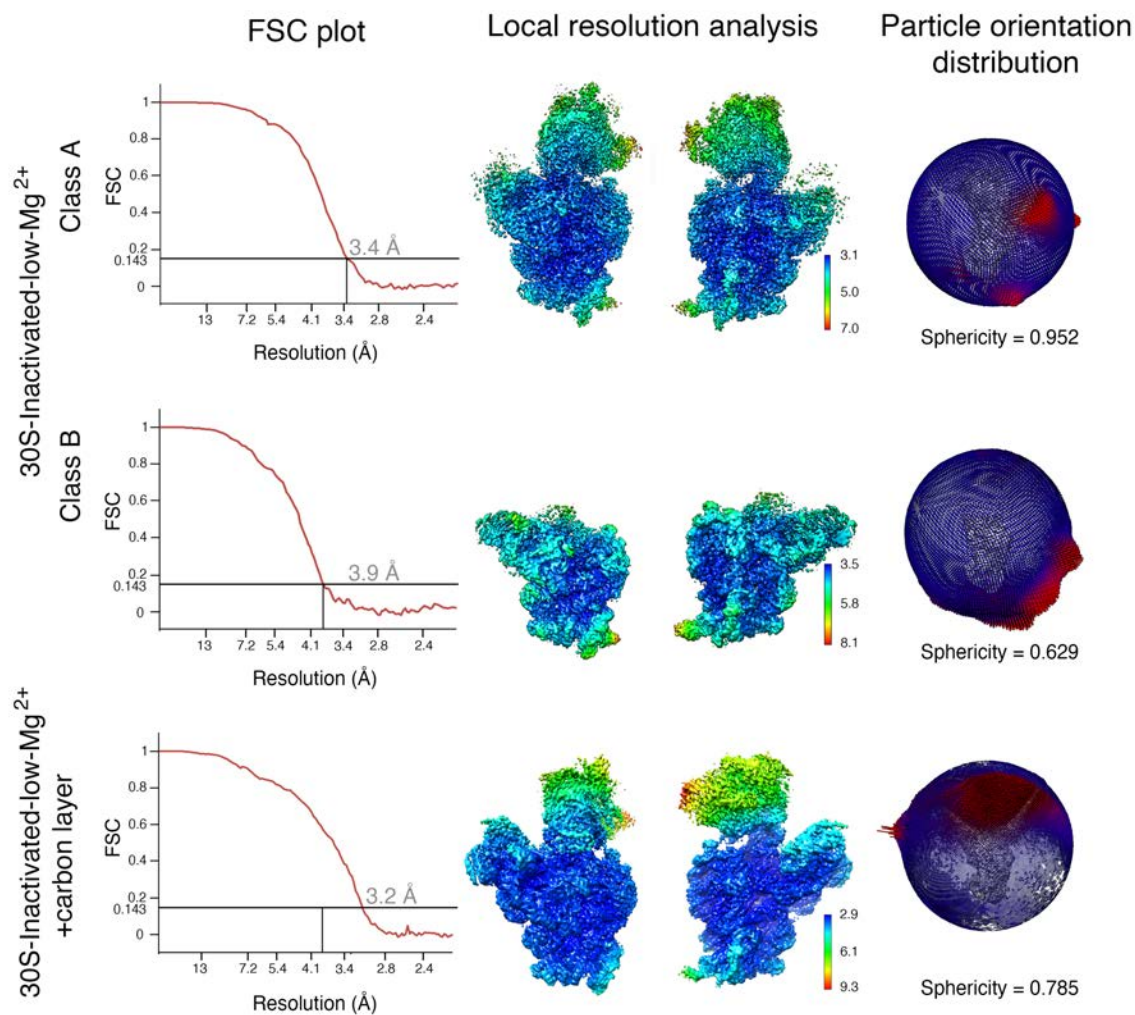 FSC plot
Local resolution analysis
Particle orientation
distribution
30S-Inactivated-low-Mg2+
Class A
FSC
1
0.8
0.6
0.4
0.2
0.143
0
3.4 Å
13 7.2 5.4 4.1 3.4 2.8 2.4
Resolution (Å)
3.1
5.0
7.0
Sphericity = 0.952
Class B
FSC
1
0.8
0.6
0.4
0.2
0.143
0
3.9 Å
13 7.2 5.4 4.1 3.4 2.8 2.4
Resolution (Å)
3.5
5.8
8.1
Sphericity = 0.629
30S-Inactivated-low-Mg2+
+carbon layer
FSC
1
0.8
0.6
0.4
0.2
0.143
0
3.2 Å
13 7.2 5.4 4.1 3.4 2.8 2.4
Resolution (Å)
2.9
6.1
9.3
Sphericity = 0.785